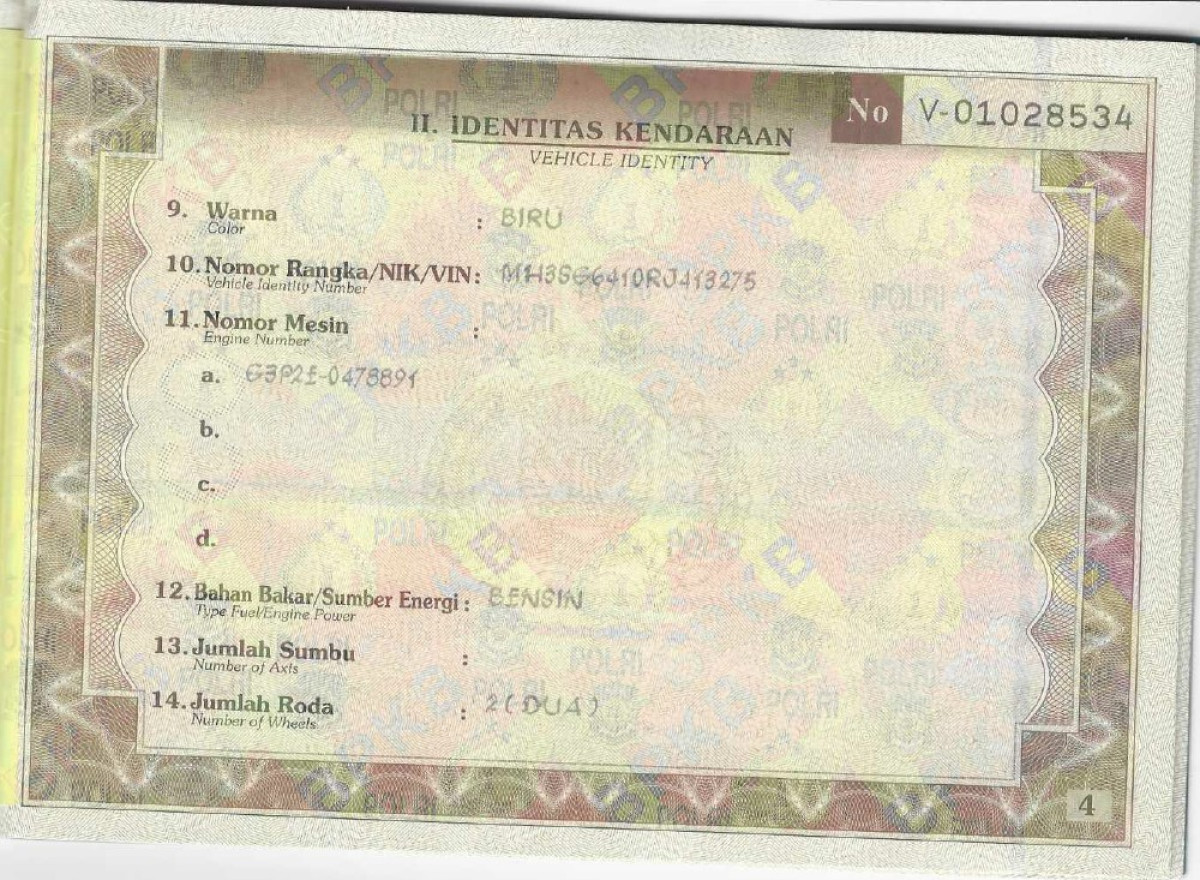 No V-01028534
II. IDENTITAS KENDARAAN
VEHICLE IDENTITY
9. Warna : BIRU
Color
10. Nomor Rangka/NIK/VIN: MH3SG6410RJ413275
Vehicle Identity Number
11. Nomor Mesin :
Engine Number
a. G3P2E-0473891
b.
c.
d.
12. Bahan Bakar/Sumber Energi : BENSIN
Type Fuel/Engine Power
13. Jumlah Sumbu :
Number of Axis
14. Jumlah Roda : 2 (DUA)
Number of Wheels
4